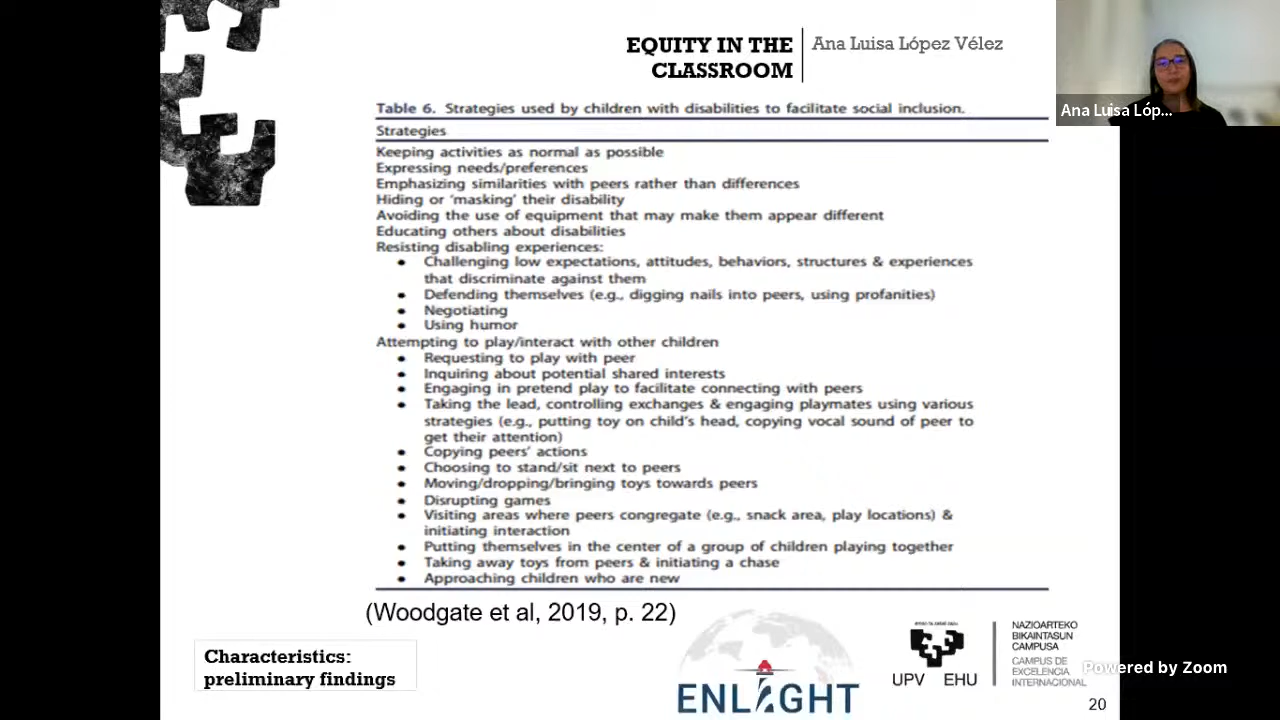 EQUITY IN THE
CLASSROOM
Ana Luisa López Vélez
Ana Luisa Lóp...
Table 6. Strategies used by children with disabilities to facilitate social inclusion.
Strategies
Keeping activities as normal as possible
Expressing needs/preferences
Emphasizing similarities with peers rather than differences
Hiding or 'masking' their disability
Avoiding the use of equipment that may make them appear different
Educating others about disabilities
Resisting disabling experiences:
• Challenging low expectations, attitudes, behaviors, structures & experiences
that discriminate against them
• Defending themselves (e.g., digging nails into peers, using profanities)
• Negotiating
• Using humor
Attempting to play/interact with other children
• Requesting to play with peer
• Inquiring about potential shared interests
• Engaging in pretend play to facilitate connecting with peers
• Taking the lead, controlling exchanges & engaging playmates using various
strategies (e.g., putting toy on child's head, copying vocal sound of peer to
get their attention)
• Copying peers' actions
• Choosing to stand/sit next to peers
• Moving/dropping/bringing toys towards peers
• Disrupting games
• Visiting areas where peers congregate (e.g., snack area, play locations) &
initiating interaction
• Putting themselves in the center of a group of children playing together
• Taking away toys from peers & initiating a chase
• Approaching children who are new
(Woodgate et al, 2019, p. 22)
Characteristics:
preliminary findings
ENLIGHT
UPV EHU
NAZIOARTEKO
BIKAINTASUN
CAMPUSA
CAMPUS DE
EXCELENCIA
INTERNACIONAL
Powered by Zoom
20